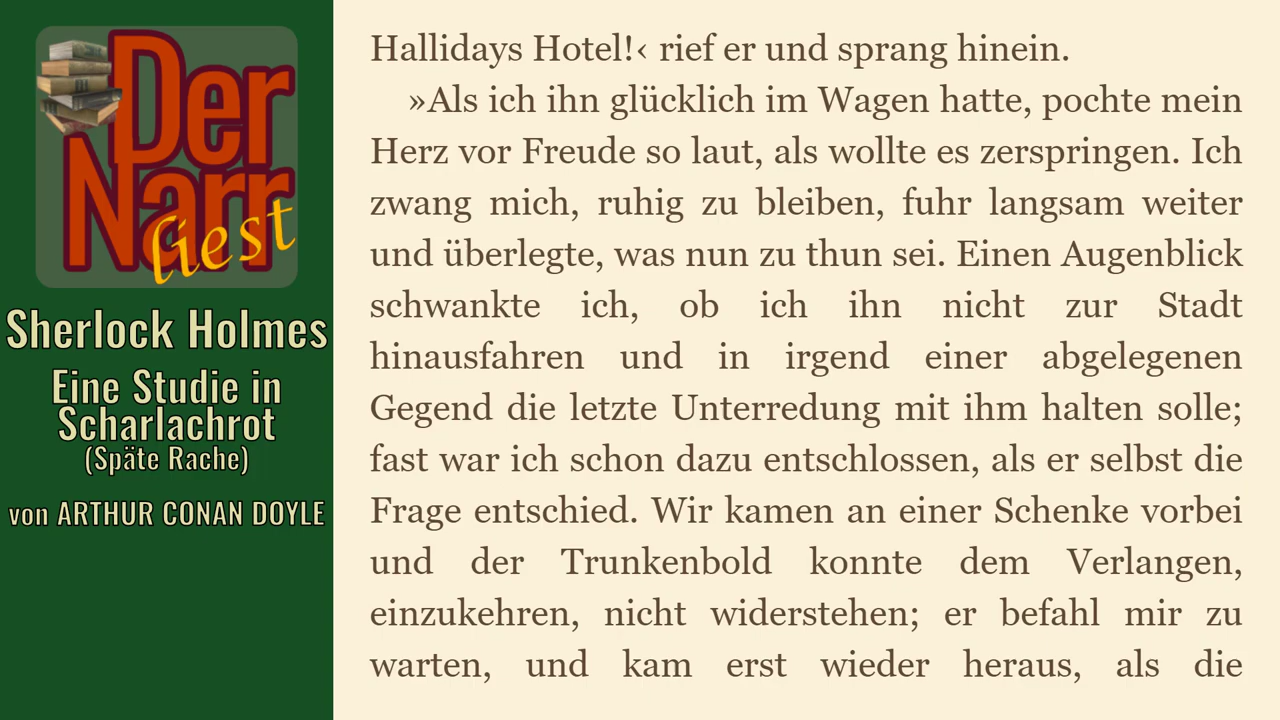 Der
Narr
liest
Sherlock Holmes
Eine Studie in
Scharlachrot
(Späte Rache)
von ARTHUR CONAN DOYLE
Hallidays Hotel!‹ rief er und sprang hinein.
»Als ich ihn glücklich im Wagen hatte, pochte mein
Herz vor Freude so laut, als wollte es zerspringen. Ich
zwang mich, ruhig zu bleiben, fuhr langsam weiter
und überlegte, was nun zu thun sei. Einen Augenblick
schwankte ich, ob ich ihn nicht zur Stadt
hinausfahren und in irgend einer abgelegenen
Gegend die letzte Unterredung mit ihm halten solle;
fast war ich schon dazu entschlossen, als er selbst die
Frage entschied. Wir kamen an einer Schenke vorbei
und der Trunkenbold konnte dem Verlangen,
einzukehren, nicht widerstehen; er befahl mir zu
warten, und kam erst wieder heraus, als die